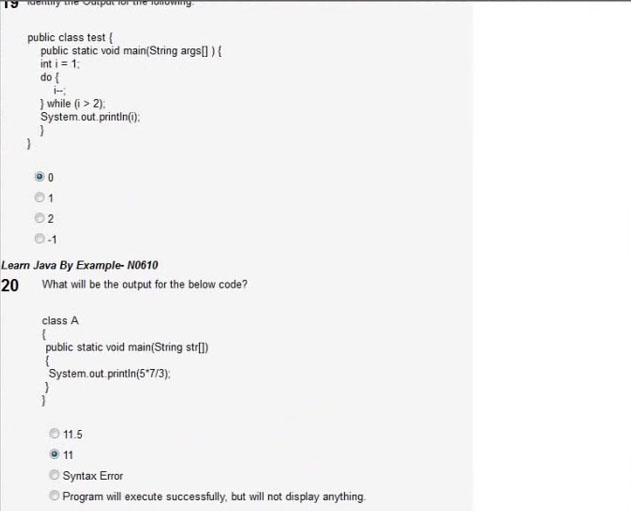 19 Identify the Output for the following.
public class test {
public static void main(String args[] ) {
int i = 1;
do {
i--;
} while (i > 2);
System.out.println(i);
}
}
0
1
2
-1
Learn Java By Example- N0610
20 What will be the output for the below code?
class A
{
public static void main(String str[])
{
System.out.println(5*7/3);
}
}
11.5
11
Syntax Error
Program will execute successfully, but will not display anything.